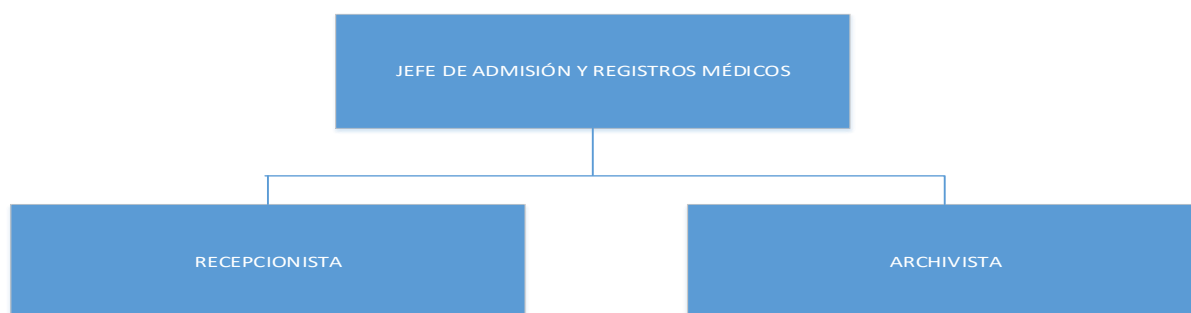 JEFE DE ADMISIÓN Y REGISTROS MÉDICOS
RECEPCIONISTA
ARCHIVISTA